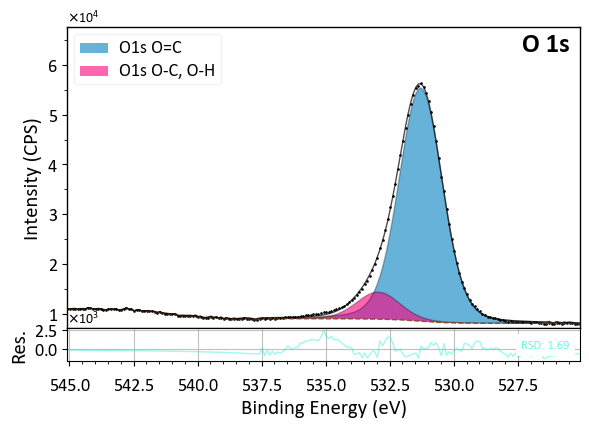 ×10⁴
O 1s
O1s O=C
O1s O-C, O-H
6
5
4
3
2
1
Intensity (CPS)
×10³
2.5
0.0
Res.
RSD: 1.69
545.0 542.5 540.0 537.5 535.0 532.5 530.0 527.5
Binding Energy (eV)